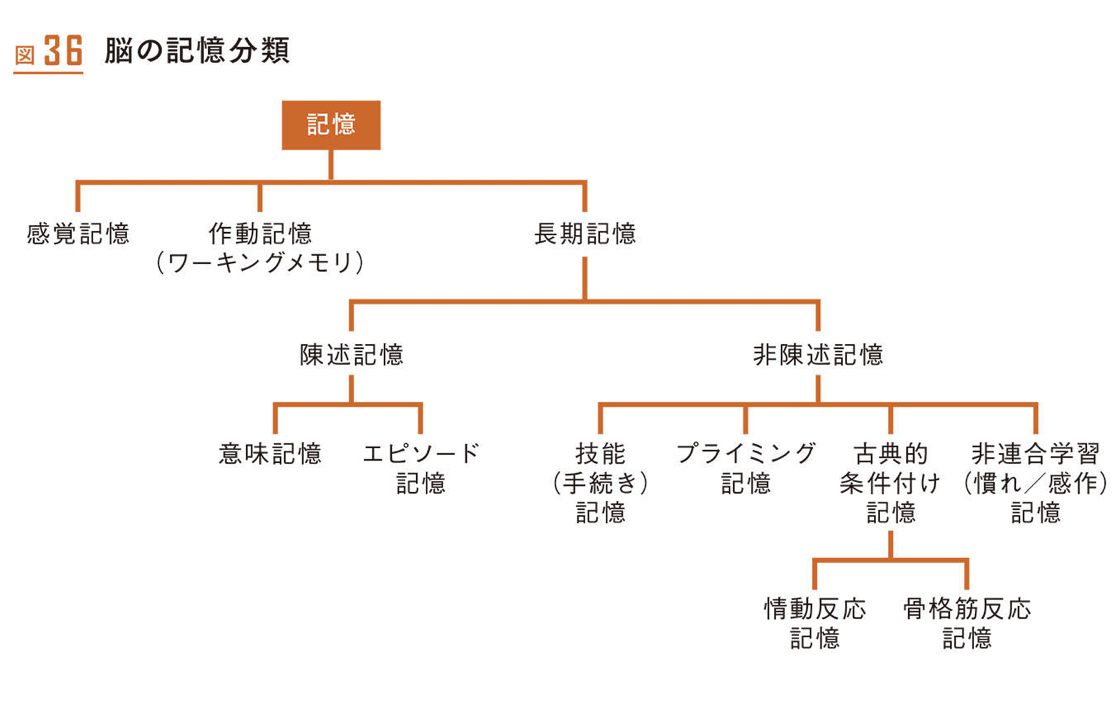 図36 脳の記憶分類
記憶
感覚記憶
作動記憶
（ワーキングメモリ）
長期記憶
陳述記憶
非陳述記憶
意味記憶
エピソード
記憶
技能
（手続き）
記憶
プライミング
記憶
古典的
条件付け
記憶
非連合学習
（慣れ／感作）
記憶
情動反応
記憶
骨格筋反応
記憶